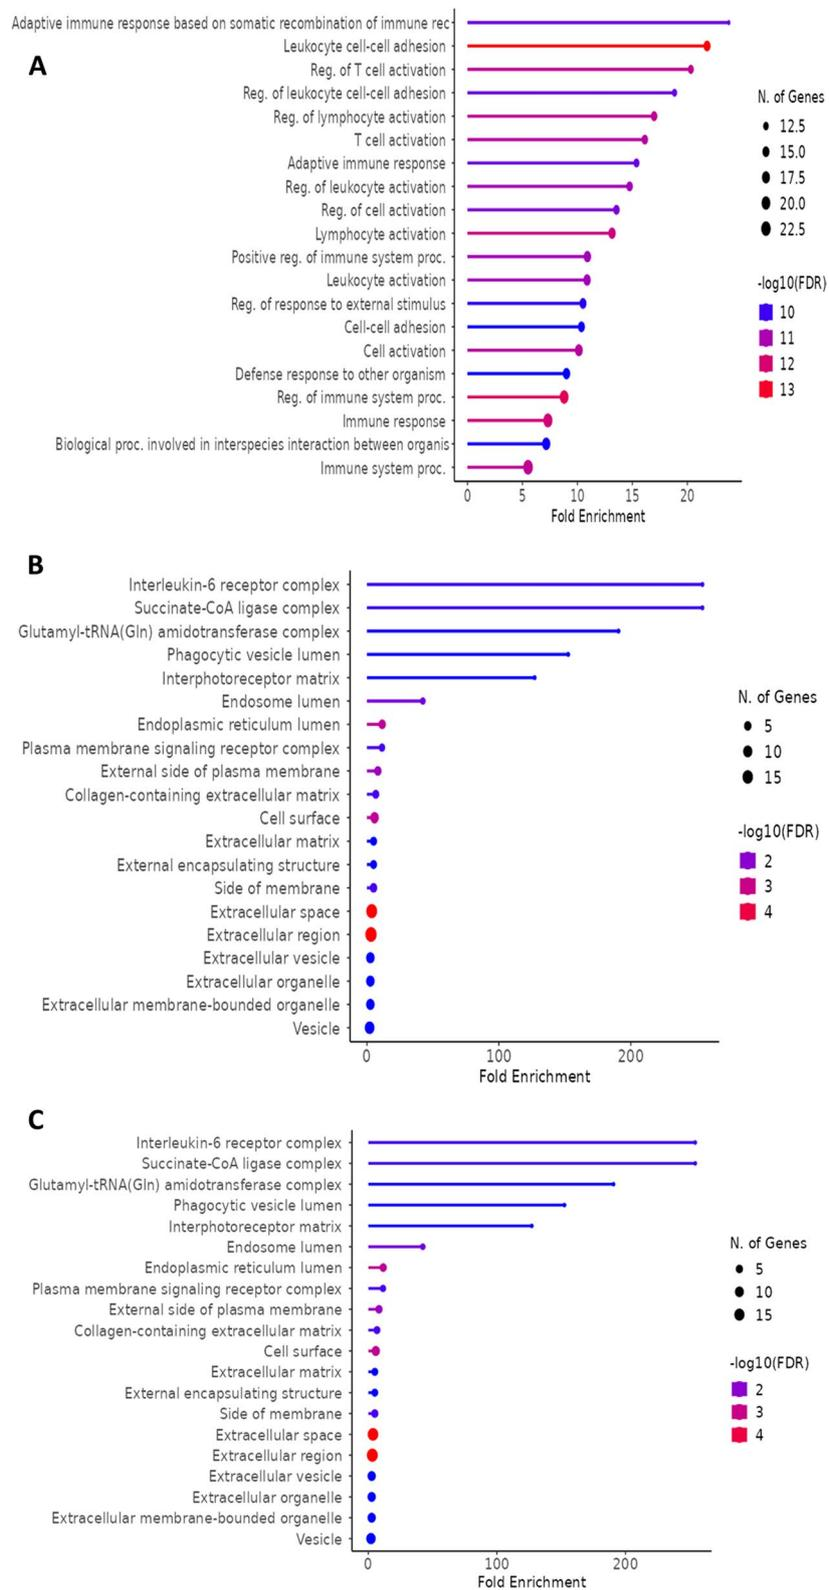 A
Adaptive immune response based on somatic recombination of immune rec
Leukocyte cell-cell adhesion
Reg. of T cell activation
Reg. of leukocyte cell-cell adhesion
Reg. of lymphocyte activation
T cell activation
Adaptive immune response
Reg. of leukocyte activation
Reg. of cell activation
Lymphocyte activation
Positive reg. of immune system proc.
Leukocyte activation
Reg. of response to external stimulus
Cell-cell adhesion
Cell activation
Defense response to other organism
Reg. of immune system proc.
Immune response
Biological proc. involved in interspecies interaction between organis
Immune system proc.
0 5 10 15 20
Fold Enrichment
N. of Genes
12.5
15.0
17.5
20.0
22.5
-log10(FDR)
10
11
12
13
B
Interleukin-6 receptor complex
Succinate-CoA ligase complex
Glutamyl-tRNA(Gln) amidotransferase complex
Phagocytic vesicle lumen
Interphotoreceptor matrix
Endosome lumen
Endoplasmic reticulum lumen
Plasma membrane signaling receptor complex
External side of plasma membrane
Collagen-containing extracellular matrix
Cell surface
Extracellular matrix
External encapsulating structure
Side of membrane
Extracellular space
Extracellular region
Extracellular vesicle
Extracellular organelle
Extracellular membrane-bounded organelle
Vesicle
0 100 200
Fold Enrichment
N. of Genes
5
10
15
-log10(FDR)
2
3
4
C
Interleukin-6 receptor complex
Succinate-CoA ligase complex
Glutamyl-tRNA(Gln) amidotransferase complex
Phagocytic vesicle lumen
Interphotoreceptor matrix
Endosome lumen
Endoplasmic reticulum lumen
Plasma membrane signaling receptor complex
External side of plasma membrane
Collagen-containing extracellular matrix
Cell surface
Extracellular matrix
External encapsulating structure
Side of membrane
Extracellular space
Extracellular region
Extracellular vesicle
Extracellular organelle
Extracellular membrane-bounded organelle
Vesicle
0 100 200
Fold Enrichment
N. of Genes
5
10
15
-log10(FDR)
2
3
4